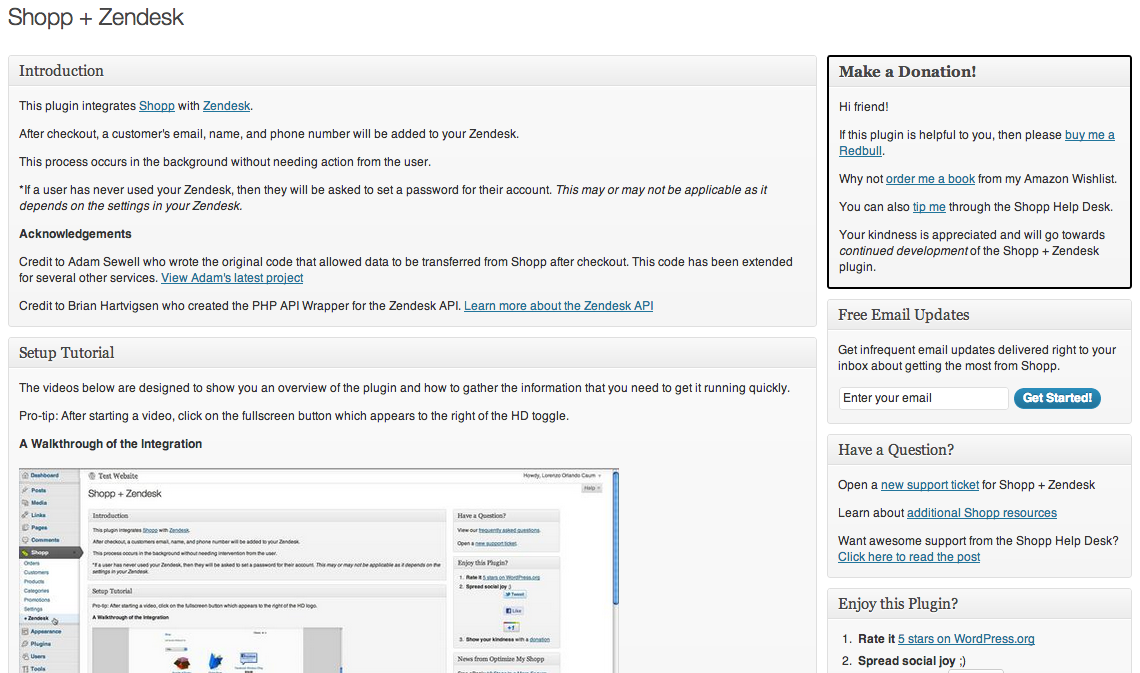 Shopp + Zendesk
Introduction
This plugin integrates Shopp with Zendesk.
After checkout, a customer's email, name, and phone number will be added to your Zendesk.
This process occurs in the background without needing action from the user.
*If a user has never used your Zendesk, then they will be asked to set a password for their account. This may or may not be applicable as it
depends on the settings in your Zendesk.
Acknowledgements
Credit to Adam Sewell who wrote the original code that allowed data to be transferred from Shopp after checkout. This code has been extended
for several other services. View Adam's latest project
Credit to Brian Hartvigsen who created the PHP API Wrapper for the Zendesk API. Learn more about the Zendesk API
Setup Tutorial
The videos below are designed to show you an overview of the plugin and how to gather the information that you need to get it running quickly.
Pro-tip: After starting a video, click on the fullscreen button which appears to the right of the HD toggle.
A Walkthrough of the Integration
Dashboard
Posts
Media
Links
Pages
Comments
Shopp
Orders
Customers
Products
Categories
Promotions
Settings
+ Zendesk
Appearance
Plugins
Users
Tools
Test Website
Howdy, Lorenzo Orlando Caum
Help
Shopp + Zendesk
Introduction
This plugin integrates Shopp with Zendesk.
After checkout, a customers email, name, and phone number will be added to your Zendesk.
This process occurs in the background without needing intervention from the user.
*If a user has never used your Zendesk, then they will be asked to set a password for their account. This may or may not be applicable as it depends on the
settings in your Zendesk.
Setup Tutorial
Pro-tip: After starting a video, click on the fullscreen button which appears to the right of the HD logo.
A Walkthrough of the Integration
Have a Question?
View our frequently asked questions.
Open a new support ticket.
Enjoy this Plugin?
1. Rate it 5 stars on WordPress.org
2. Spread social joy ;)
Tweet
Like
+1
3. Show your kindness with a donation
News from Optimize My Shopp
Make a Donation!
Hi friend!
If this plugin is helpful to you, then please buy me a
Redbull.
Why not order me a book from my Amazon Wishlist.
You can also tip me through the Shopp Help Desk.
Your kindness is appreciated and will go towards
continued development of the Shopp + Zendesk
plugin.
Free Email Updates
Get infrequent email updates delivered right to your
inbox about getting the most from Shopp.
Enter your email
Get Started!
Have a Question?
Open a new support ticket for Shopp + Zendesk
Learn about additional Shopp resources
Want awesome support from the Shopp Help Desk?
Click here to read the post
Enjoy this Plugin?
1. Rate it 5 stars on WordPress.org
2. Spread social joy ;)